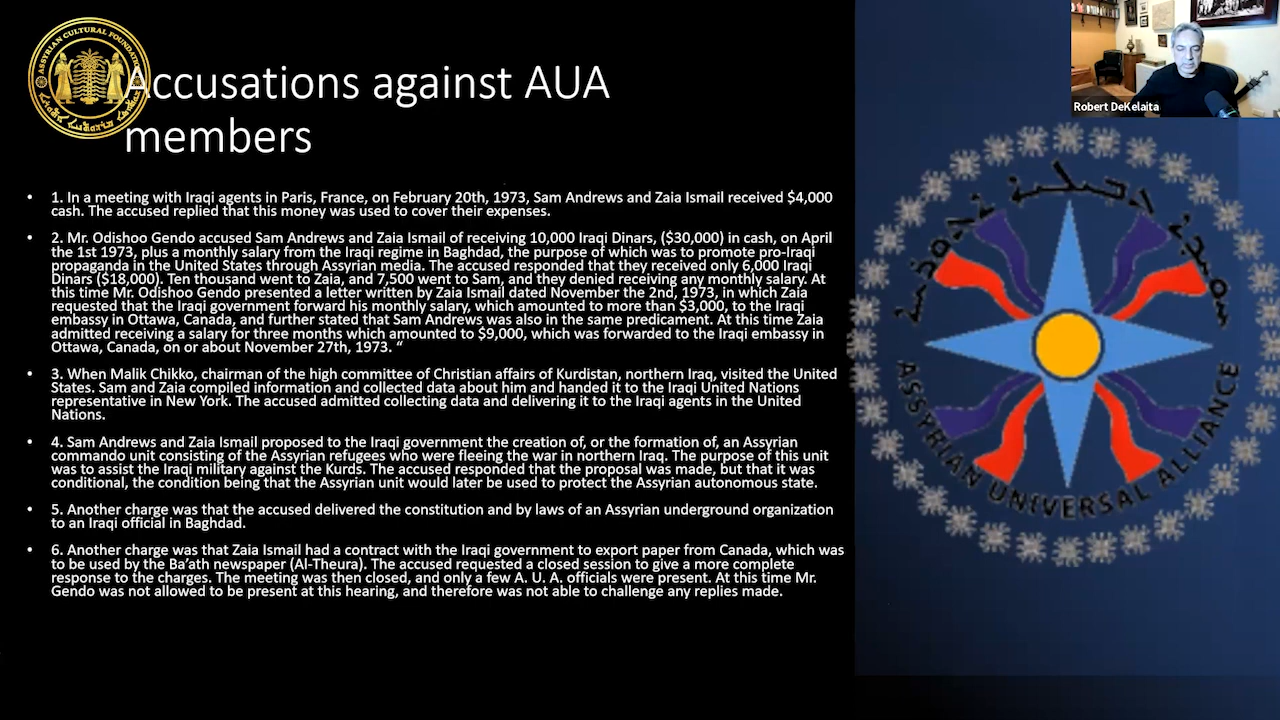 ASSYRIAN CULTURAL FOUNDATION
Accusations against AUA
members
Robert DeKelaita
• 1. In a meeting with Iraqi agents in Paris, France, on February 20th, 1973, Sam Andrews and Zaia Ismail received $4,000
cash. The accused replied that this money was used to cover their expenses.
• 2. Mr. Odishoo Gendo accused Sam Andrews and Zaia Ismail of receiving 10,000 Iraqi Dinars, ($30,000) in cash, on April
the 1st 1973, plus a monthly salary from the Iraqi regime in Baghdad, the purpose of which was to promote pro-Iraqi
propaganda in the United States through Assyrian media. The accused responded that they received only 6,000 Iraqi
Dinars ($18,000). Ten thousand went to Zaia, and 7,500 went to Sam, and they denied receiving any monthly salary. At
this time Mr. Odishoo Gendo presented a letter written by Zaia Ismail dated November the 2nd, 1973, in which Zaia
requested that the Iraqi government forward his monthly salary, which amounted to more than $3,000, to the Iraqi
embassy in Ottawa, Canada, and further stated that Sam Andrews was also in the same predicament. At this time Zaia
admitted receiving a salary for three months which amounted to $9,000, which was forwarded to the Iraqi embassy in
Ottawa, Canada, on or about November 27th, 1973. “
• 3. When Malik Chikko, chairman of the high committee of Christian affairs of Kurdistan, northern Iraq, visited the United
States. Sam and Zaia compiled information and collected data about him and handed it to the Iraqi United Nations
representative in New York. The accused admitted collecting data and delivering it to the Iraqi agents in the United
Nations.
• 4. Sam Andrews and Zaia Ismail proposed to the Iraqi government the creation of, or the formation of, an Assyrian
commando unit consisting of the Assyrian refugees who were fleeing the war in northern Iraq. The purpose of this unit
was to assist the Iraqi military against the Kurds. The accused responded that the proposal was made, but that it was
conditional, the condition being that the Assyrian unit would later be used to protect the Assyrian autonomous state.
• 5. Another charge was that the accused delivered the constitution and by laws of an Assyrian underground organization
to an Iraqi official in Baghdad.
• 6. Another charge was that Zaia Ismail had a contract with the Iraqi government to export paper from Canada, which was
to be used by the Ba’ath newspaper (Al-Theura). The accused requested a closed session to give a more complete
response to the charges. The meeting was then closed, and only a few A. U. A. officials were present. At this time Mr.
Gendo was not allowed to be present at this hearing, and therefore was not able to challenge any replies made.
ASSYRIAN UNIVERSAL ALLIANCE